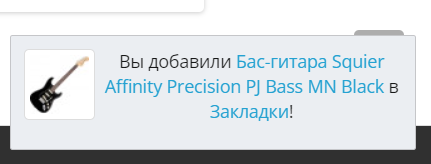 Вы добавили Бас-гитара Squier
Affinity Precision PJ Bass MN Black в
Закладки!